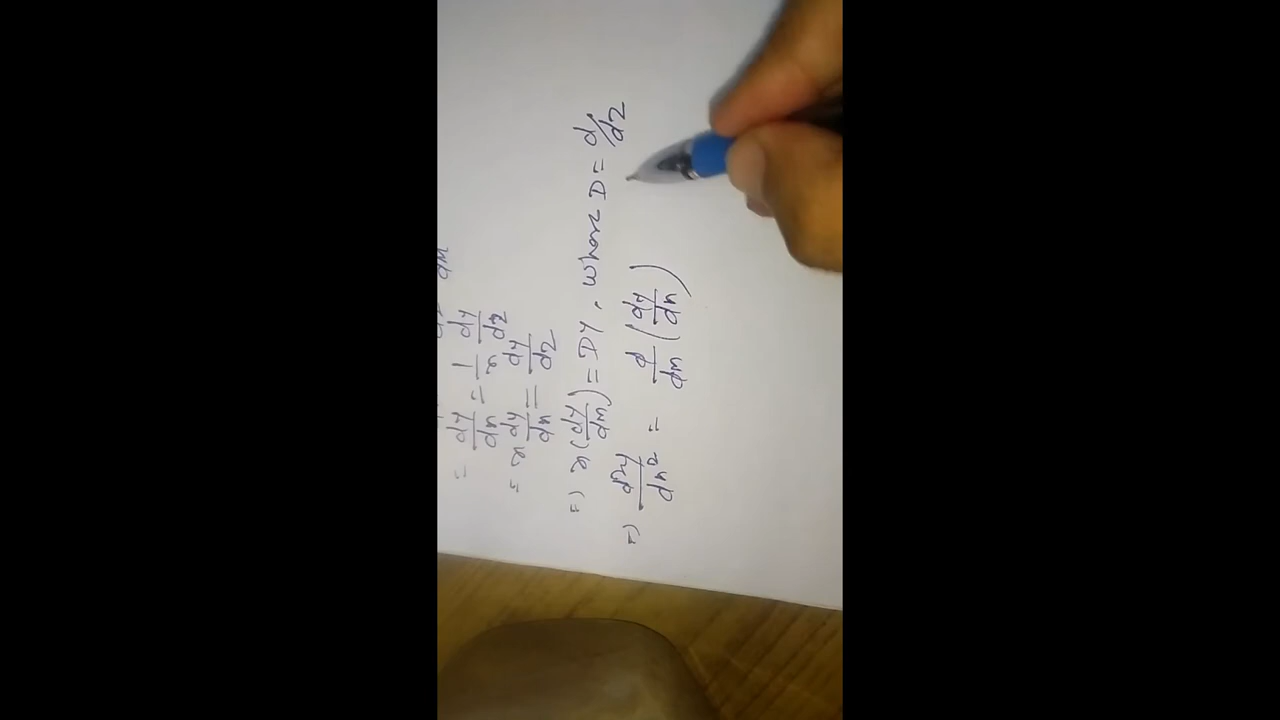 dx
= dy/dx = 1/x dy/dz
= x dy/dx = dy/dz
⇒ x(dy/dx) = Dy, where D = d/dz
⇒ d²y/dx² = d/dx (dy/dx)